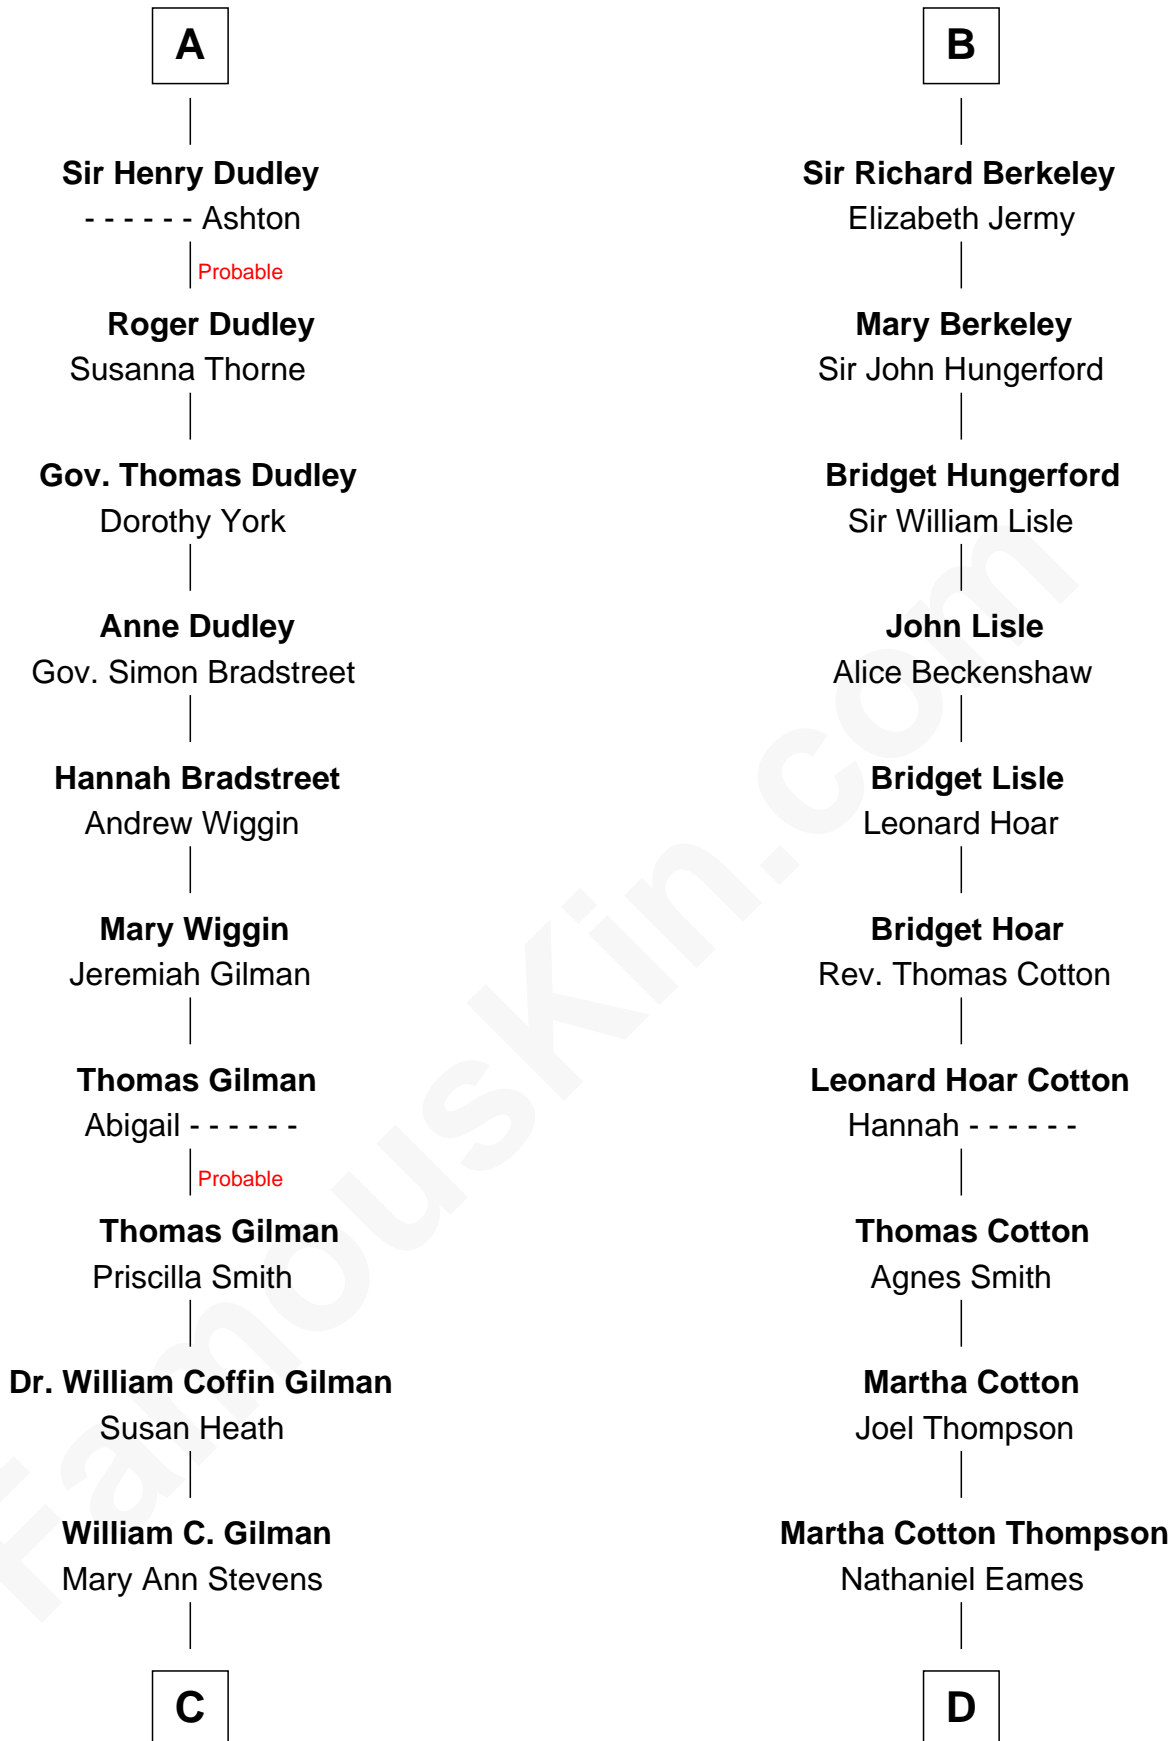 A
Sir Henry Dudley
- - - - - - Ashton
Probable
Roger Dudley
Susanna Thorne
Gov. Thomas Dudley
Dorothy York
Anne Dudley
Gov. Simon Bradstreet
Hannah Bradstreet
Andrew Wiggin
Mary Wiggin
Jeremiah Gilman
Thomas Gilman
Abigail - - - - - -
Probable
Thomas Gilman
Priscilla Smith
Dr. William Coffin Gilman
Susan Heath
William C. Gilman
Mary Ann Stevens
C
B
Sir Richard Berkeley
Elizabeth Jermy
Mary Berkeley
Sir John Hungerford
Bridget Hungerford
Sir William Lisle
John Lisle
Alice Beckenshaw
Bridget Lisle
Leonard Hoar
Bridget Hoar
Rev. Thomas Cotton
Leonard Hoar Cotton
Hannah - - - - - -
Thomas Cotton
Agnes Smith
Martha Cotton
Joel Thompson
Martha Cotton Thompson
Nathaniel Eames
D
FamousKin.com